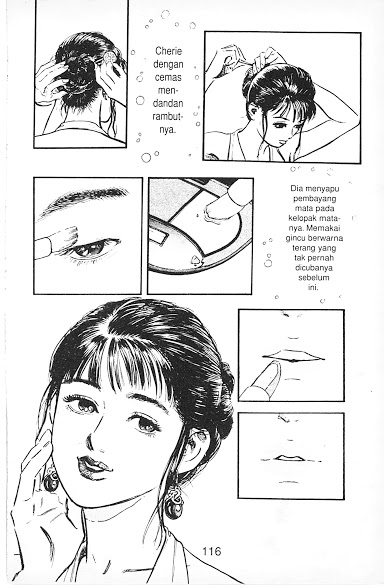 Cherie
dengan
cemas
men-
dandan
rambut-
nya.
Dia menyapu
pembayang
mata pada
kelopak mata-
nya. Memakai
gincu berwarna
terang yang
tak pernah
dicubanya
sebelum
ini.
116